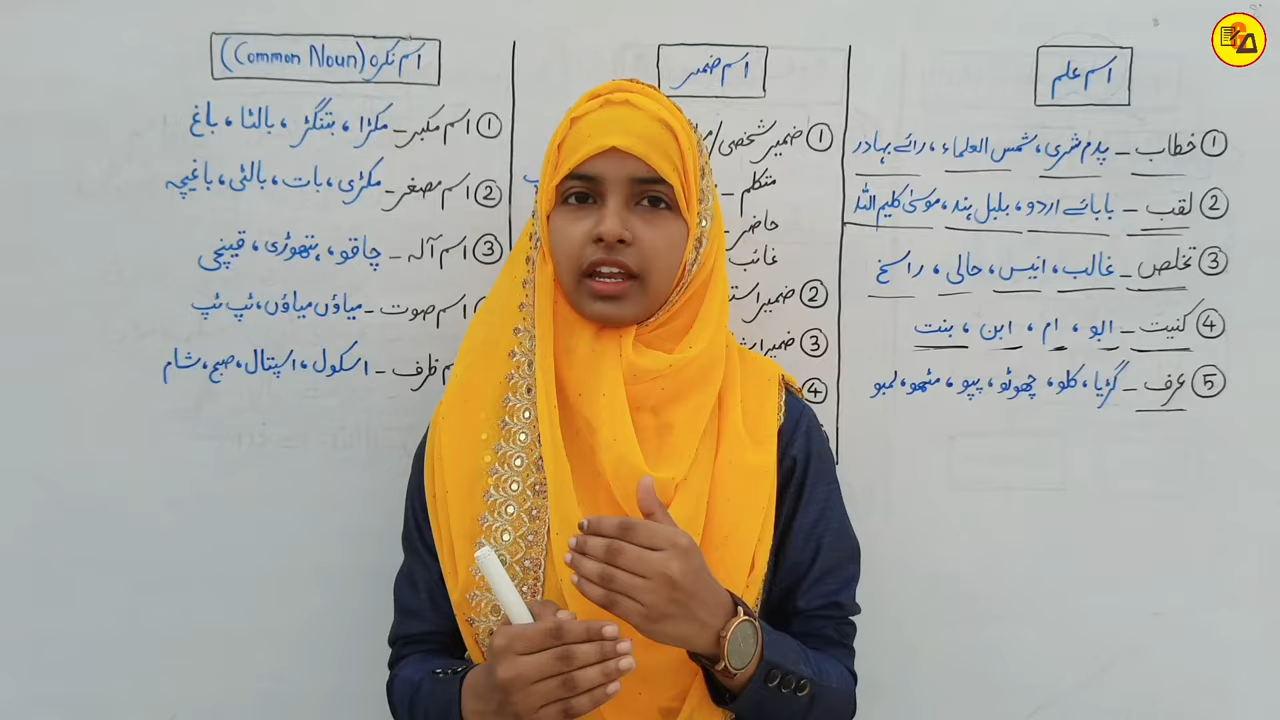 اسم علم
① خطاب _ پدم شری، شمس العلماء، رائے بہادر
② لقب _ بابائے اردو، بلبل ہند، موسیٰ کلیم اللہ
③ تخلص _ غالب، انیس، حالی، راسخ
④ کنیت _ ابو، ام، ابن، بنت
⑤ عرف _ گڑیا، کلو، چھوٹو، پپو، مٹھو، لمبو
اسم ضمیر
① ضمیر شخصی/
متکلم _
حاضر _
غائب
② ضمیر
③ ضمیر
④
اسم نکرہ (Common Noun)
① اسم مکبر _ مکڑا، بتنگڑ، بالٹا، باغ
② اسم مصغر _ مکڑی، بات، بالٹی، باغیچہ
③ اسم آلہ _ چاقو، ہتھوڑی، قینچی
اسم صوت _ میاؤں میاؤں، ٹپ ٹپ
ظرف _ اسکول، اسپتال، صبح، شام